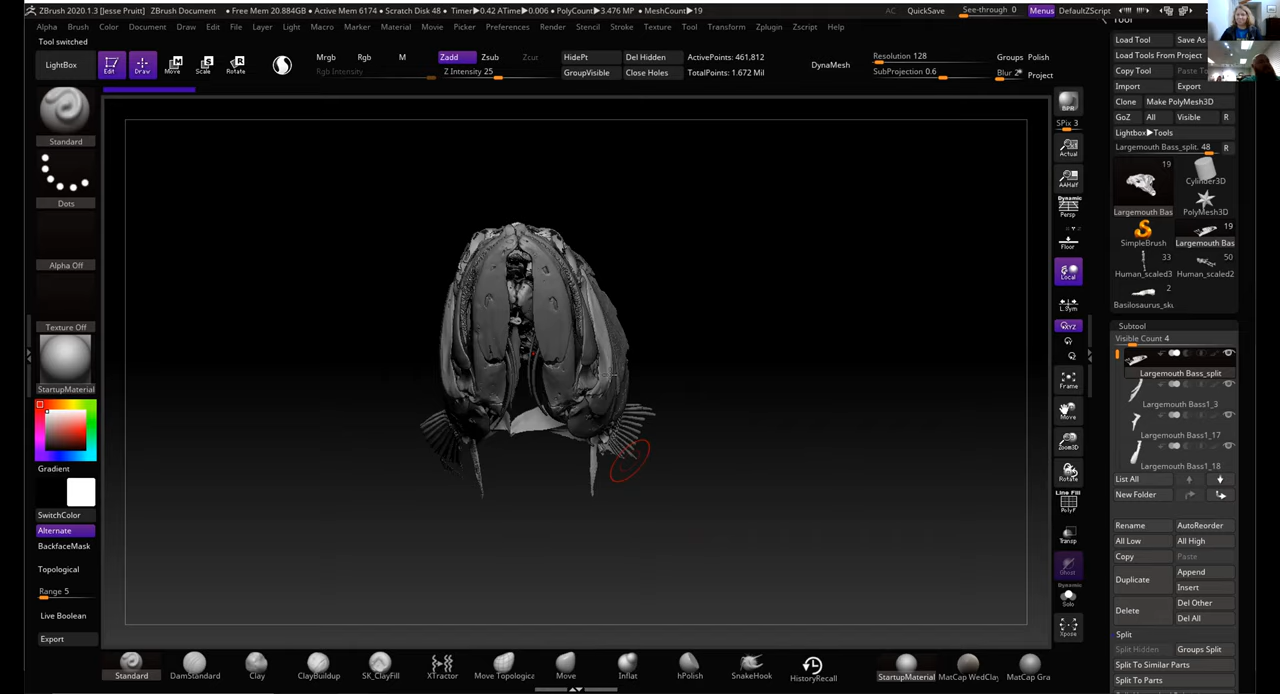 ZBrush 2020.1.3 [Jesse Pruitt] ZBrush Document • Free Mem 20.884GB • Active Mem 6174 • Scratch Disk 48 • Timer▶0.42 ATime▶0.006 • PolyCount▶3.476 MP • MeshCount▶19 AC QuickSave See-through 0 Menus DefaultZScript
Alpha Brush Color Document Draw Edit File Layer Light Macro Marker Material Movie Picker Preferences Render Stencil Stroke Texture Tool Transform Zplugin Zscript Help
Tool switched
LightBox
Edit
Draw
Move
Scale
Rotate
Mrgb Rgb M
Rgb Intensity
Zadd Zsub Zcut
Z Intensity 25
HidePt Del Hidden
GroupVisible Close Holes
ActivePoints 461,812
TotalPoints: 1.672 Mil
DynaMesh
Resolution 128
SubProjection 0.6
Groups Polish
Blur 2 Project
Standard
Dots
Alpha Off
Texture Off
StartupMaterial
Gradient
SwitchColor
Alternate
BackfaceMask
Topological
Range 5
Live Boolean
Export
BPR
SPix 3
Actual
AAHalf
Dynamic
Persp
Floor
Local
L.Sym
XYZ
Frame
Move
Zoom3D
Rotate
Line Fill
PolyF
Transp
Ghost
Dynamic
Solo
Xpose
Tool
Load Tool Save As
Load Tools From Project
Copy Tool
Import Export
Clone Make PolyMesh3D
GoZ All Visible R
Lightbox▶Tools
Largemouth Bass_split. 48 R
19
Largemouth Bas
Cylinder3D
PolyMesh3D
SimpleBrush
19
Largemouth Bas
33
Human_scaled3
50
Human_scaled2
2
Basilosaurus_sku
Subtool
Visible Count 4
Largemouth Bass_split
Largemouth Bass1_3
Largemouth Bass1_17
Largemouth Bass1_18
List All
New Folder
Rename AutoReorder
All Low All High
Copy Paste
Duplicate Append
Insert
Delete Del Other
Del All
Split
Split Hidden Groups Split
Split To Similar Parts
Split To Parts
Standard DamStandard Clay ClayBuildup SK_ClayFill XTractor Move Topologica Move Inflat hPolish SnakeHook HistoryRecall StartupMaterial MatCap WedClay MatCap Gra